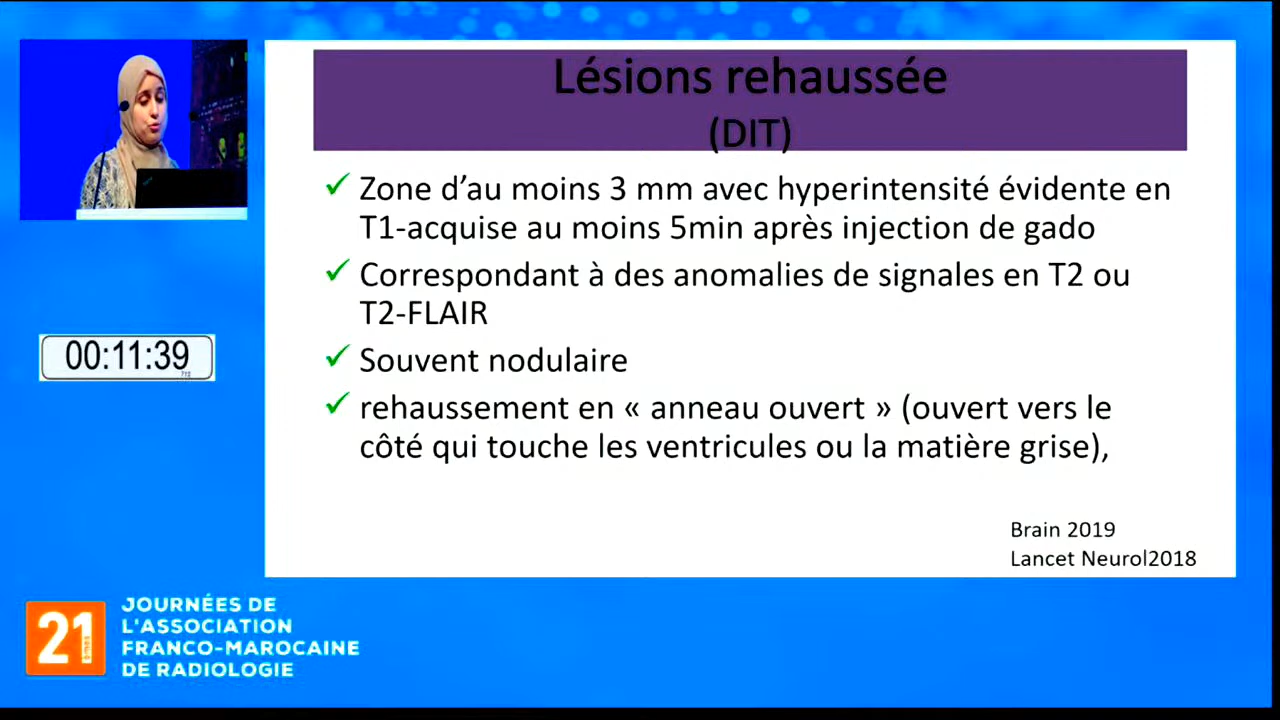 Lésions rehaussée
(DIT)
Zone d’au moins 3 mm avec hyperintensité évidente en
T1-acquise au moins 5min après injection de gado
Correspondant à des anomalies de signales en T2 ou
T2-FLAIR
Souvent nodulaire
rehaussement en « anneau ouvert » (ouvert vers le
côté qui touche les ventricules ou la matière grise),
Brain 2019
Lancet Neurol2018
00:11:39
21
èmes
JOURNÉES DE
L'ASSOCIATION
FRANCO-MAROCAINE
DE RADIOLOGIE